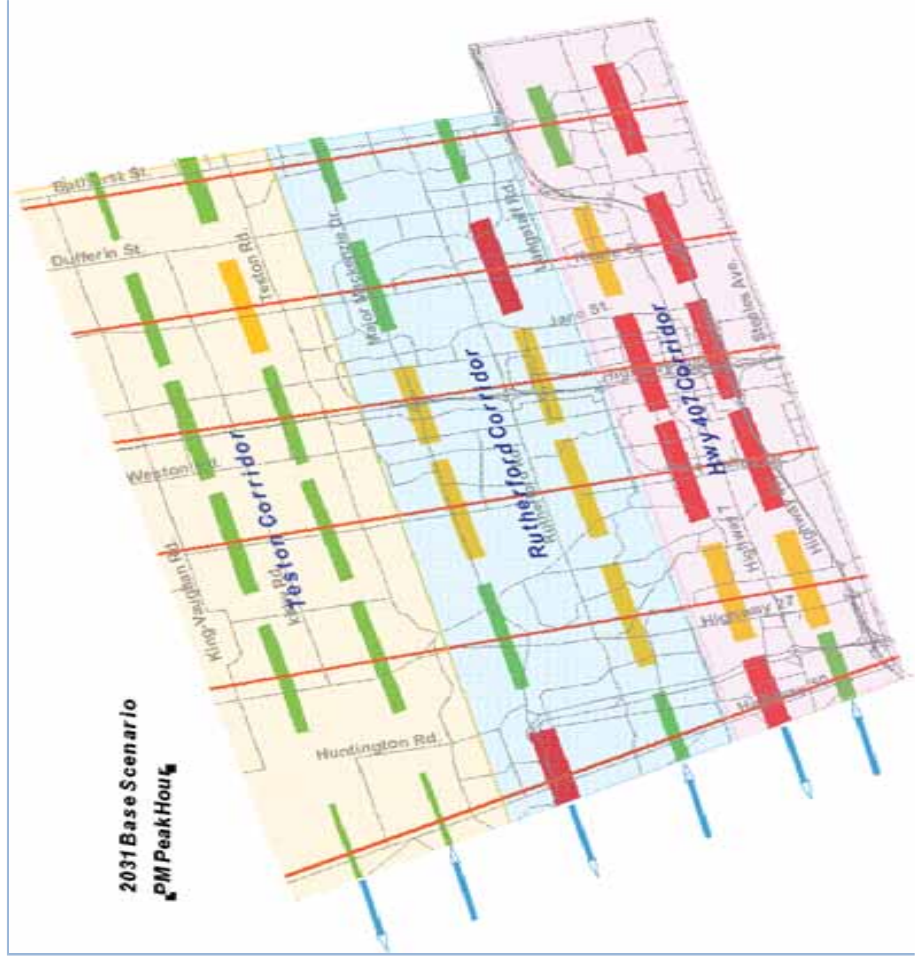 2031 Base Scenario
PM Peak Hour
Bathurst St.
Dufferin St
Teston Rd.
Major Mackenzie Dr.
Langstaff Rd.
Jane St.
Steeles Ave.
Weston Rd.
King-Vaughan Rd
Teston Corridor
Rutherford Corridor
Hwy 407 Corridor
Highway 7
Highway 27
Huntington Rd.